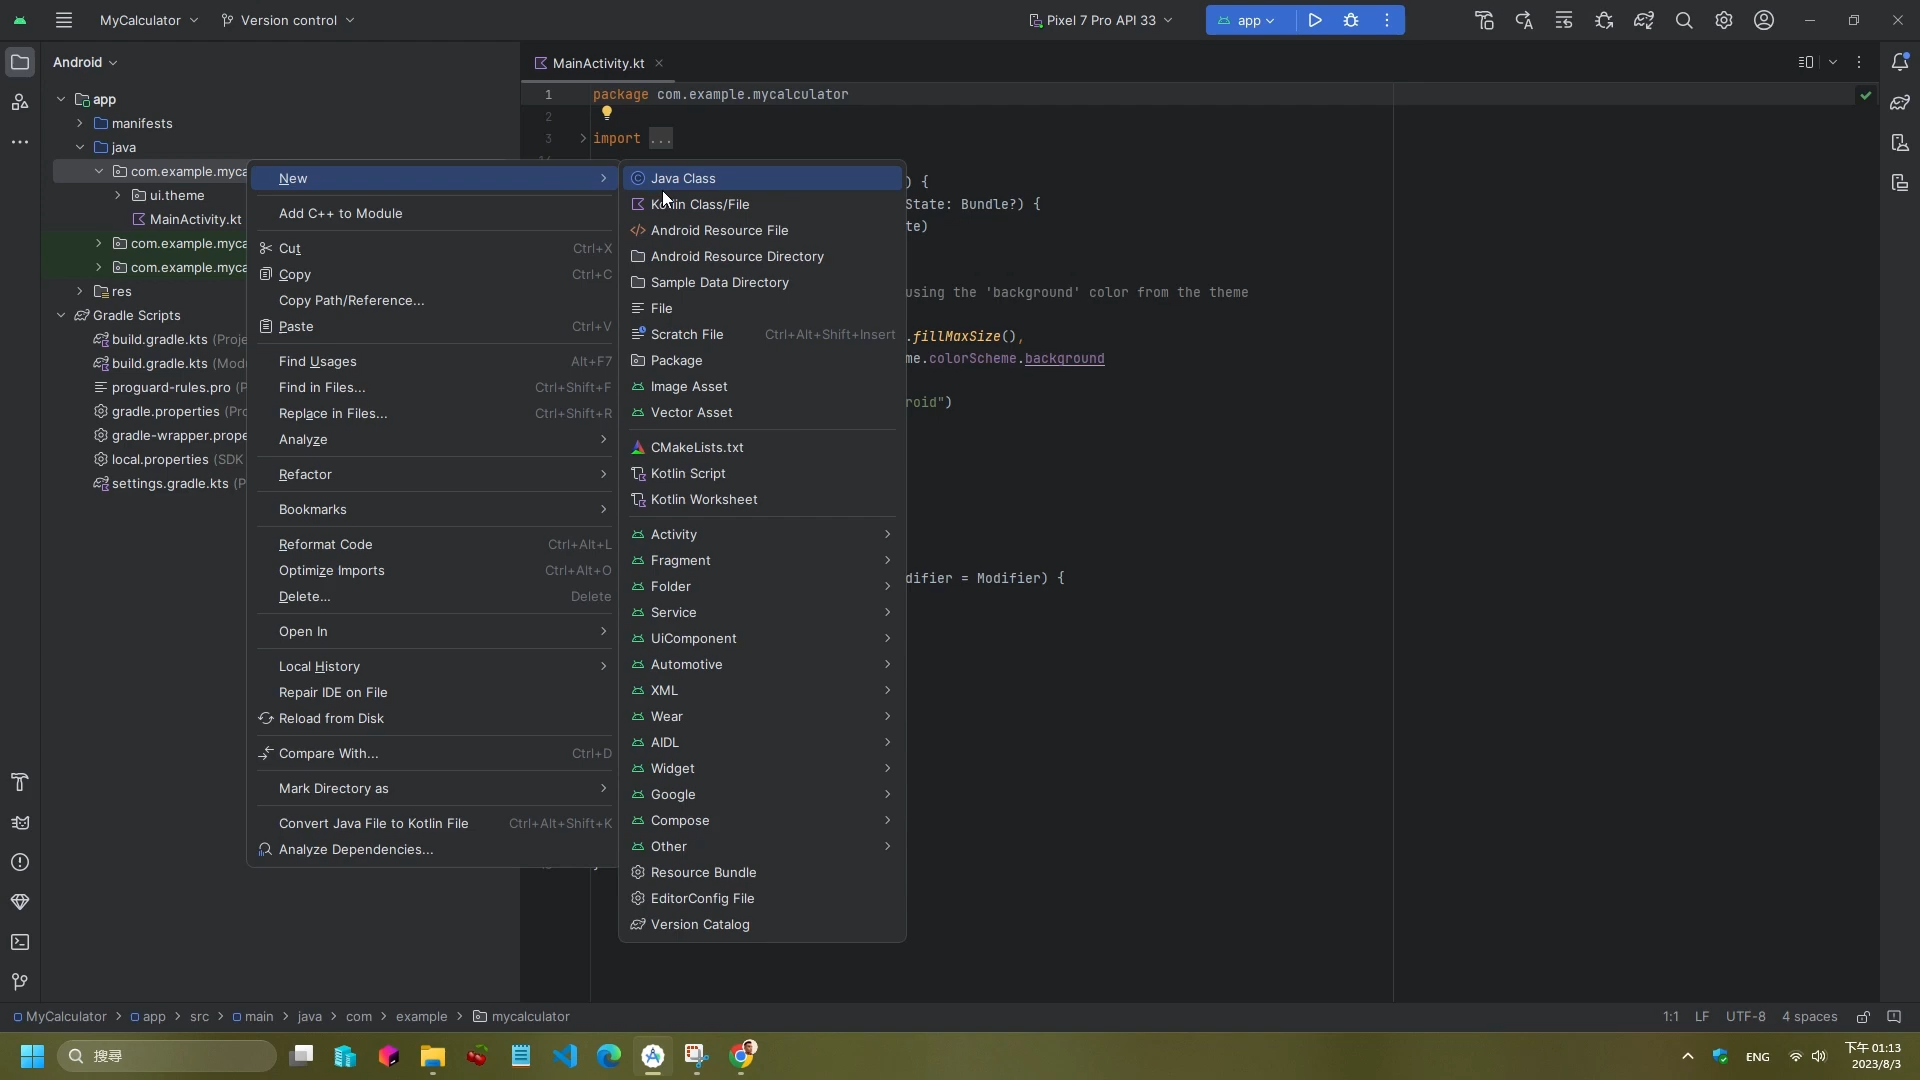 MyCalculator
Version control
Pixel 7 Pro API 33
app
Android
MainActivity.kt
app
manifests
java
com.example.myca
ui.theme
MainActivity.kt
com.example.myca
com.example.myca
res
Gradle Scripts
build.gradle.kts (Proje
build.gradle.kts (Mod
proguard-rules.pro (P
gradle.properties (Pro
gradle-wrapper.prope
local.properties (SDK
settings.gradle.kts (P
New
Add C++ to Module
Cut Ctrl+X
Copy Ctrl+C
Copy Path/Reference...
Paste Ctrl+V
Find Usages Alt+F7
Find in Files... Ctrl+Shift+F
Replace in Files... Ctrl+Shift+R
Analyze
Refactor
Bookmarks
Reformat Code Ctrl+Alt+L
Optimize Imports Ctrl+Alt+O
Delete... Delete
Open In
Local History
Repair IDE on File
Reload from Disk
Compare With... Ctrl+D
Mark Directory as
Convert Java File to Kotlin File Ctrl+Alt+Shift+K
Analyze Dependencies...
Java Class
Kotlin Class/File
Android Resource File
Android Resource Directory
Sample Data Directory
File
Scratch File Ctrl+Alt+Shift+Insert
Package
Image Asset
Vector Asset
CMakeLists.txt
Kotlin Script
Kotlin Worksheet
Activity
Fragment
Folder
Service
UiComponent
Automotive
XML
Wear
AIDL
Widget
Google
Compose
Other
Resource Bundle
EditorConfig File
Version Catalog
1 package com.example.mycalculator
2
3 import ...
) {
State: Bundle?) {
te)
using the 'background' color from the theme
.fillMaxSize(),
me.colorScheme.background
roid")
difier = Modifier) {
MyCalculator > app > src > main > java > com > example > mycalculator
1:1 LF UTF-8 4 spaces
搜尋
ENG
下午 01:13
2023/8/3